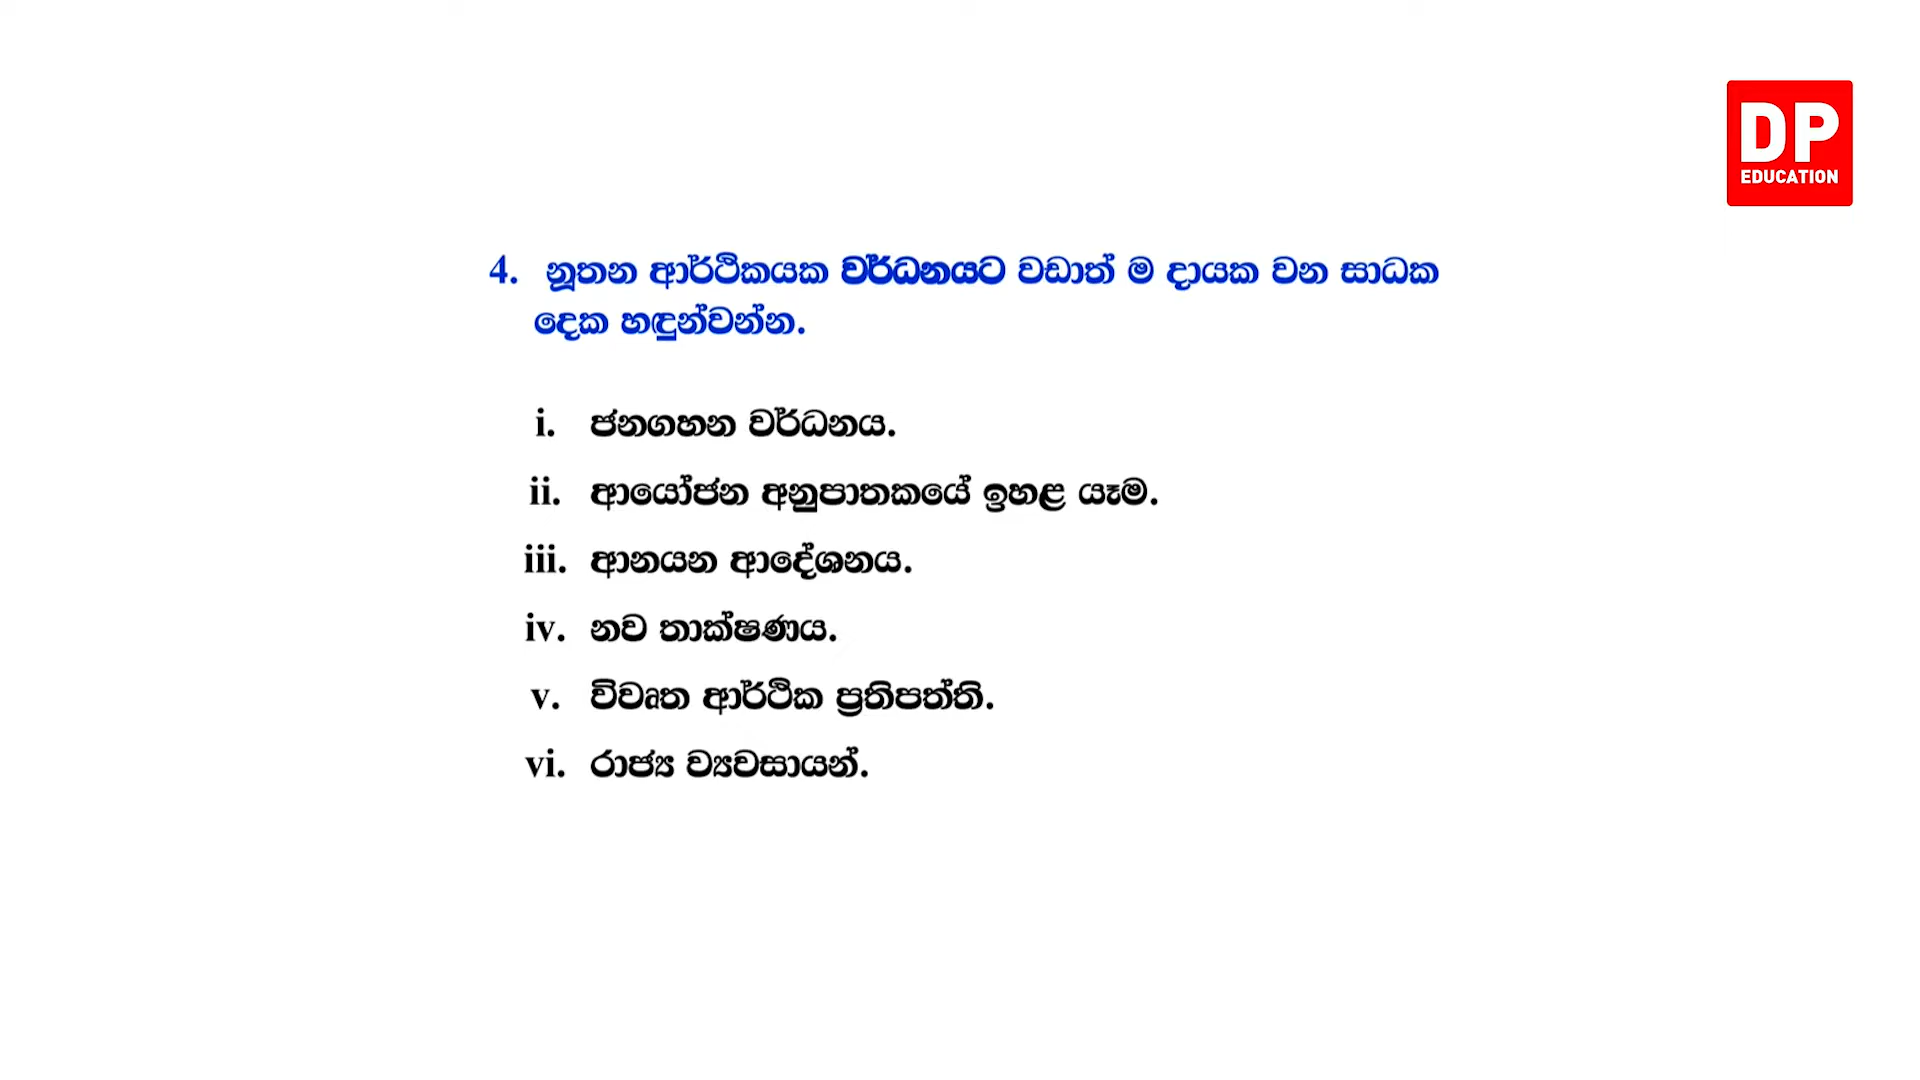 DP
EDUCATION
4. නූතන ආර්ථිකයක වර්ධනයට වඩාත් ම දායක වන සාධක
දෙක හඳුන්වන්න.
i. ජනගහන වර්ධනය.
ii. ආයෝජන අනුපාතකයේ ඉහළ යෑම.
iii. ආනයන ආදේශනය.
iv. නව තාක්ෂණය.
v. විවෘත ආර්ථික ප්‍රතිපත්ති.
vi. රාජ්‍ය ව්‍යවසායන්.